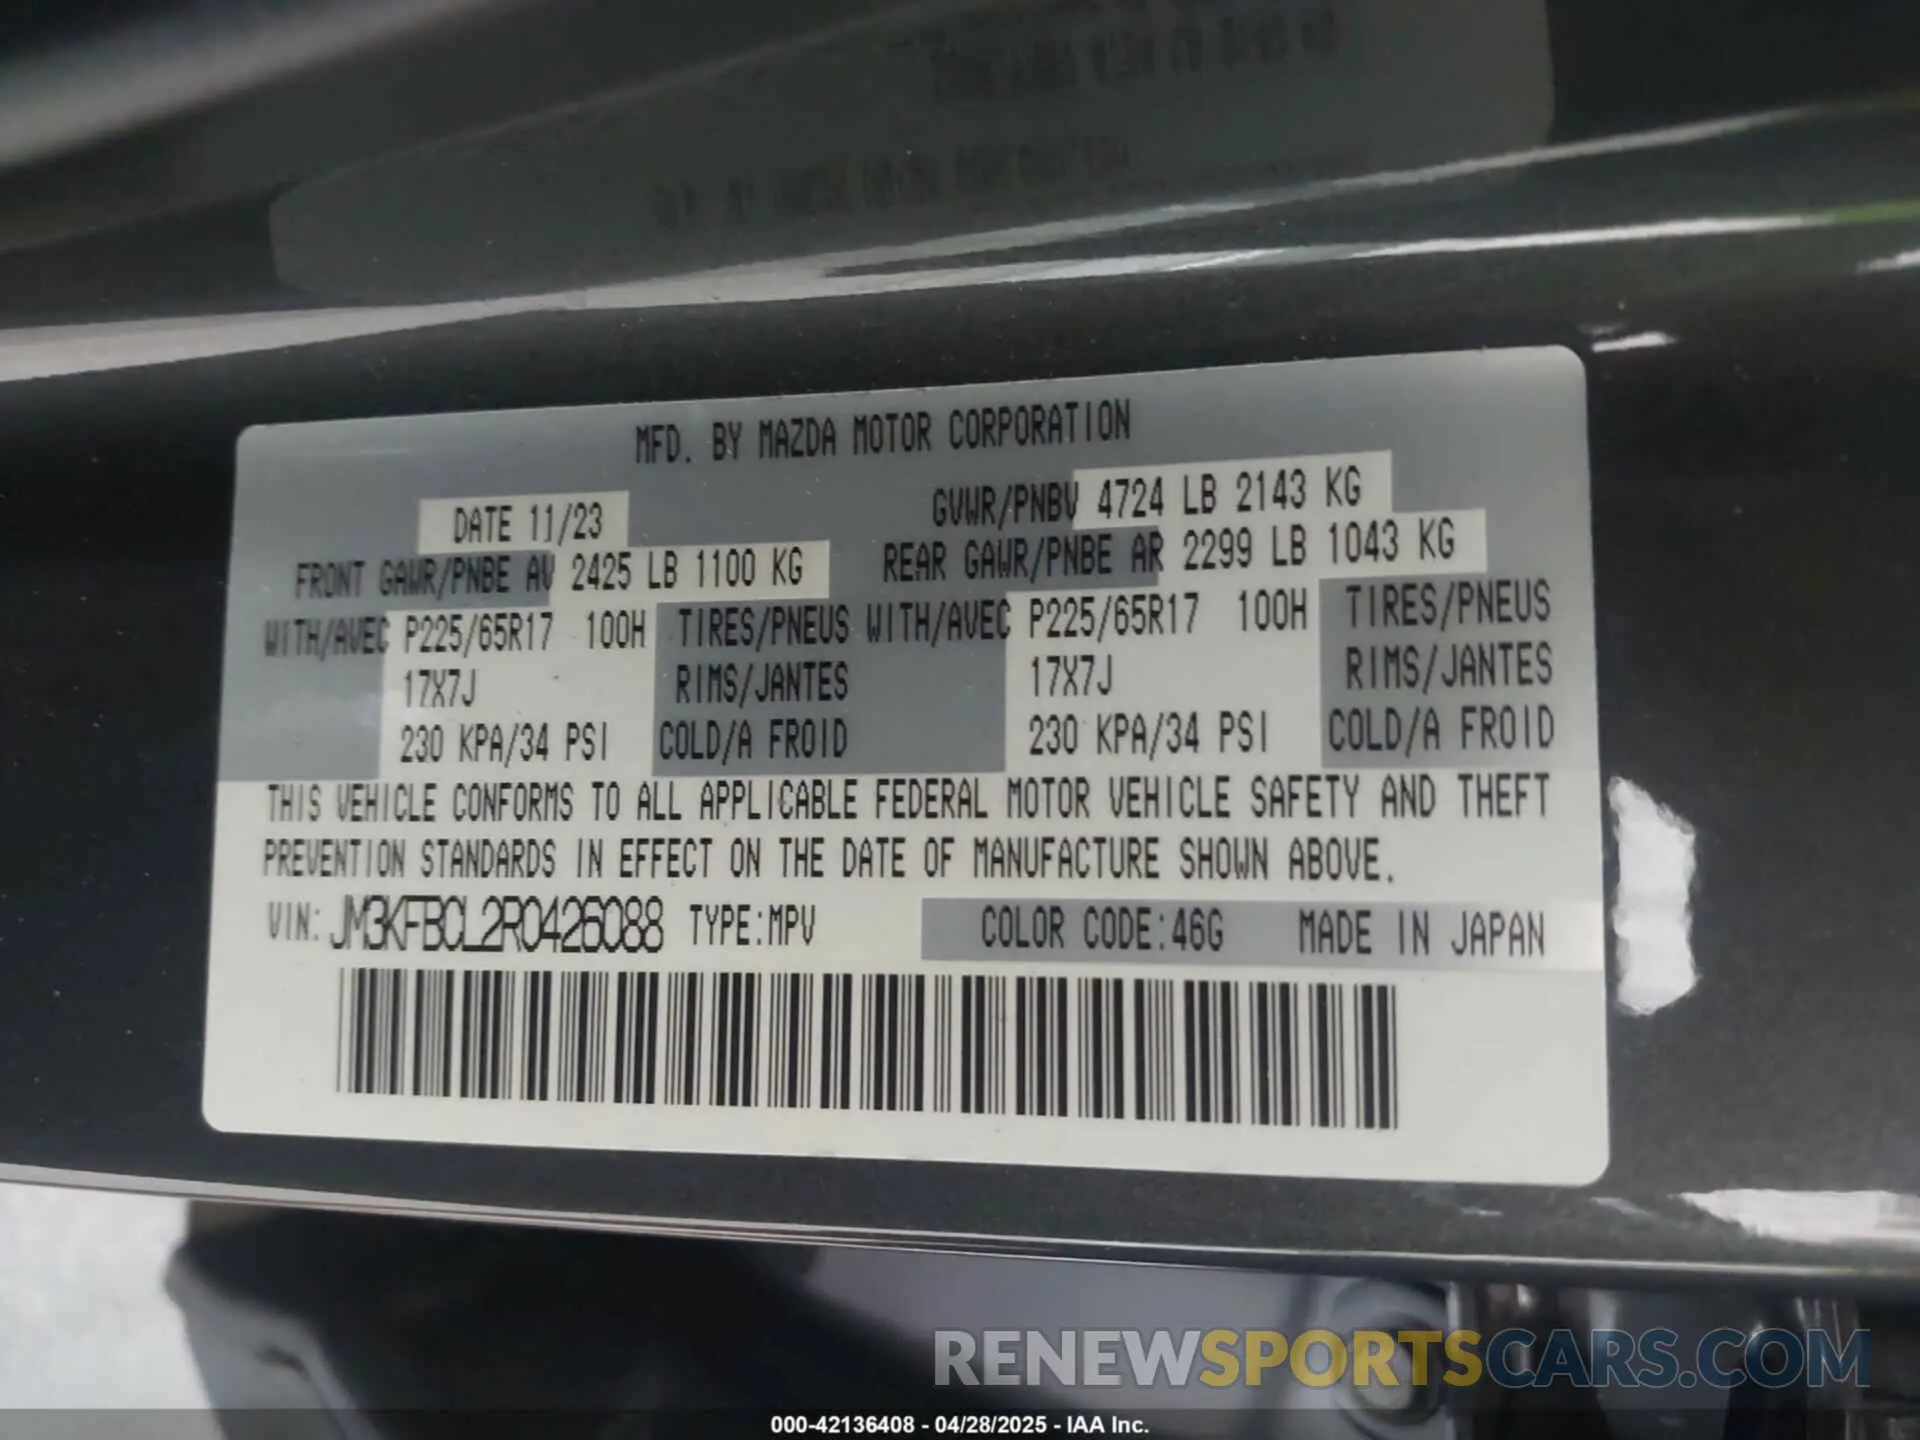 MFD. BY MAZDA MOTOR CORPORATION
DATE 11/23 GVWR/PNBV 4724 LB 2143 KG
FRONT GAWR/PNBE AV 2425 LB 1100 KG REAR GAWR/PNBE AR 2299 LB 1043 KG
WITH/AVEC P225/65R17 100H TIRES/PNEUS WITH/AVEC P225/65R17 100H TIRES/PNEUS
17X7J RIMS/JANTES 17X7J RIMS/JANTES
230 KPA/34 PSI COLD/A FROID 230 KPA/34 PSI COLD/A FROID
THIS VEHICLE CONFORMS TO ALL APPLICABLE FEDERAL MOTOR VEHICLE SAFETY AND THEFT
PREVENTION STANDARDS IN EFFECT ON THE DATE OF MANUFACTURE SHOWN ABOVE.
VIN: JM3KFBCL2R0426088 TYPE:MPV COLOR CODE:46G MADE IN JAPAN
RENEWSPORTSCARS.COM
000-42136408 - 04/28/2025 - IAA Inc.